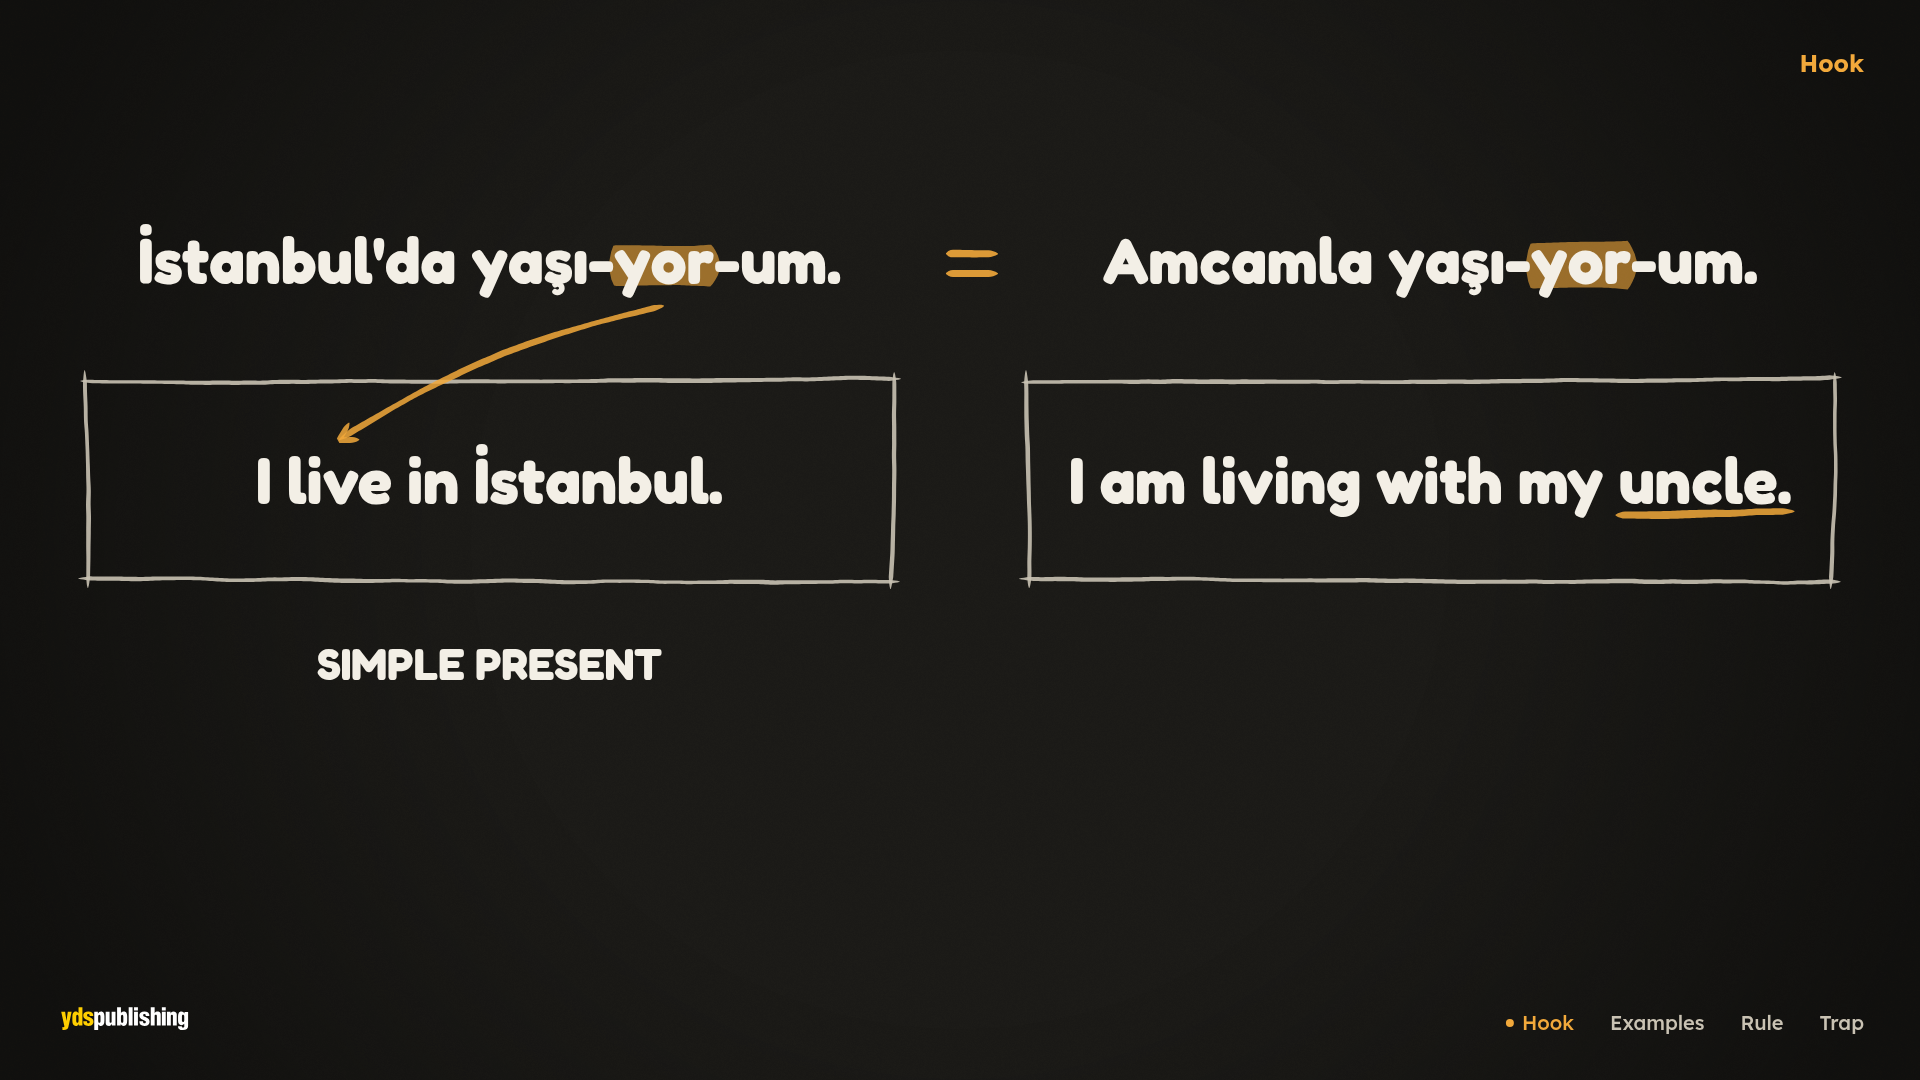 Hook
İstanbul'da yaşı-yor-um. = Amcamla yaşı-yor-um.
I live in İstanbul.
I am living with my uncle.
SIMPLE PRESENT
ydspublishing
• Hook Examples Rule Trap